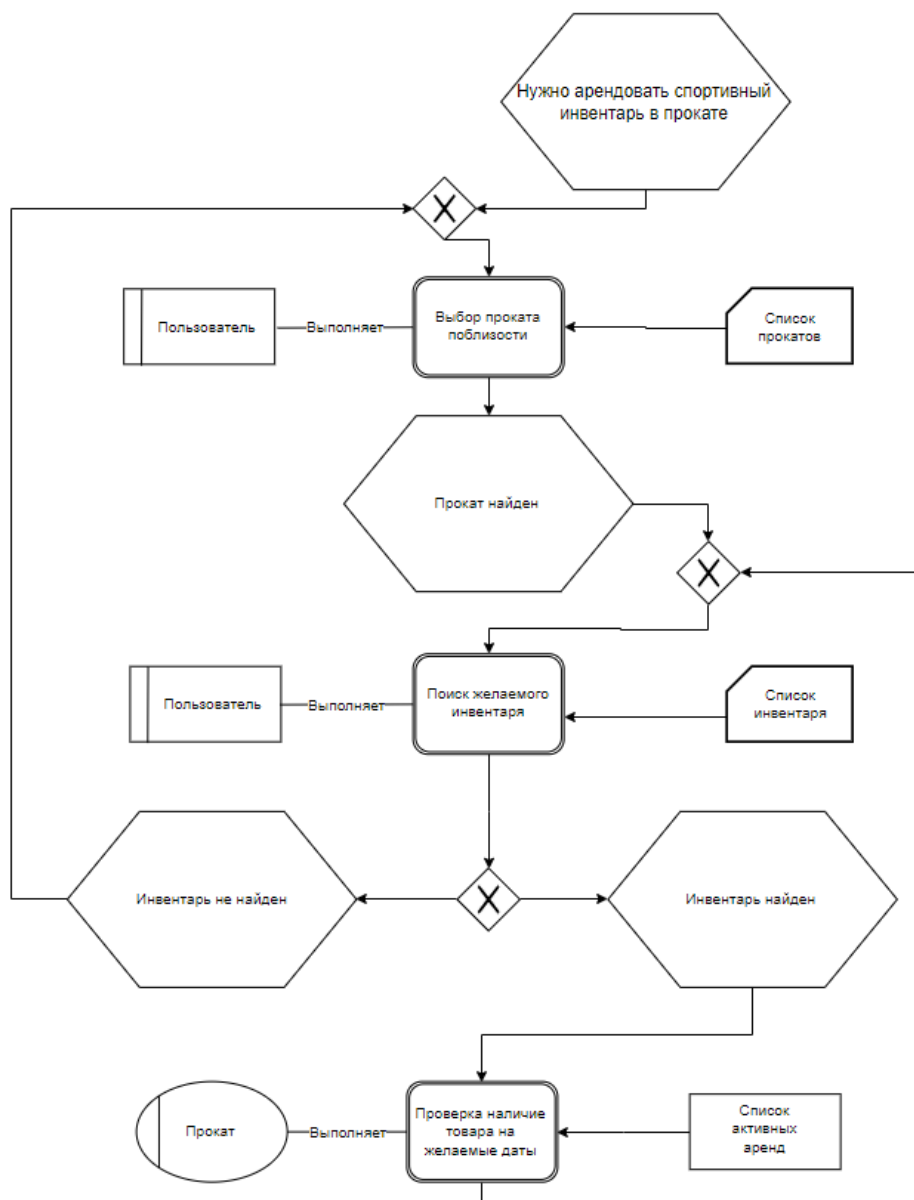 Нужно арендовать спортивный
инвентарь в прокате
X
Пользователь
Выполняет
Выбор проката
поблизости
Список
прокатов
Прокат найден
X
Пользователь
Выполняет
Поиск желаемого
инвентаря
Список
инвентаря
Инвентарь не найден
X
Инвентарь найден
Прокат
Выполняет
Проверка наличие
товара на
желаемые даты
Список
активных
аренд